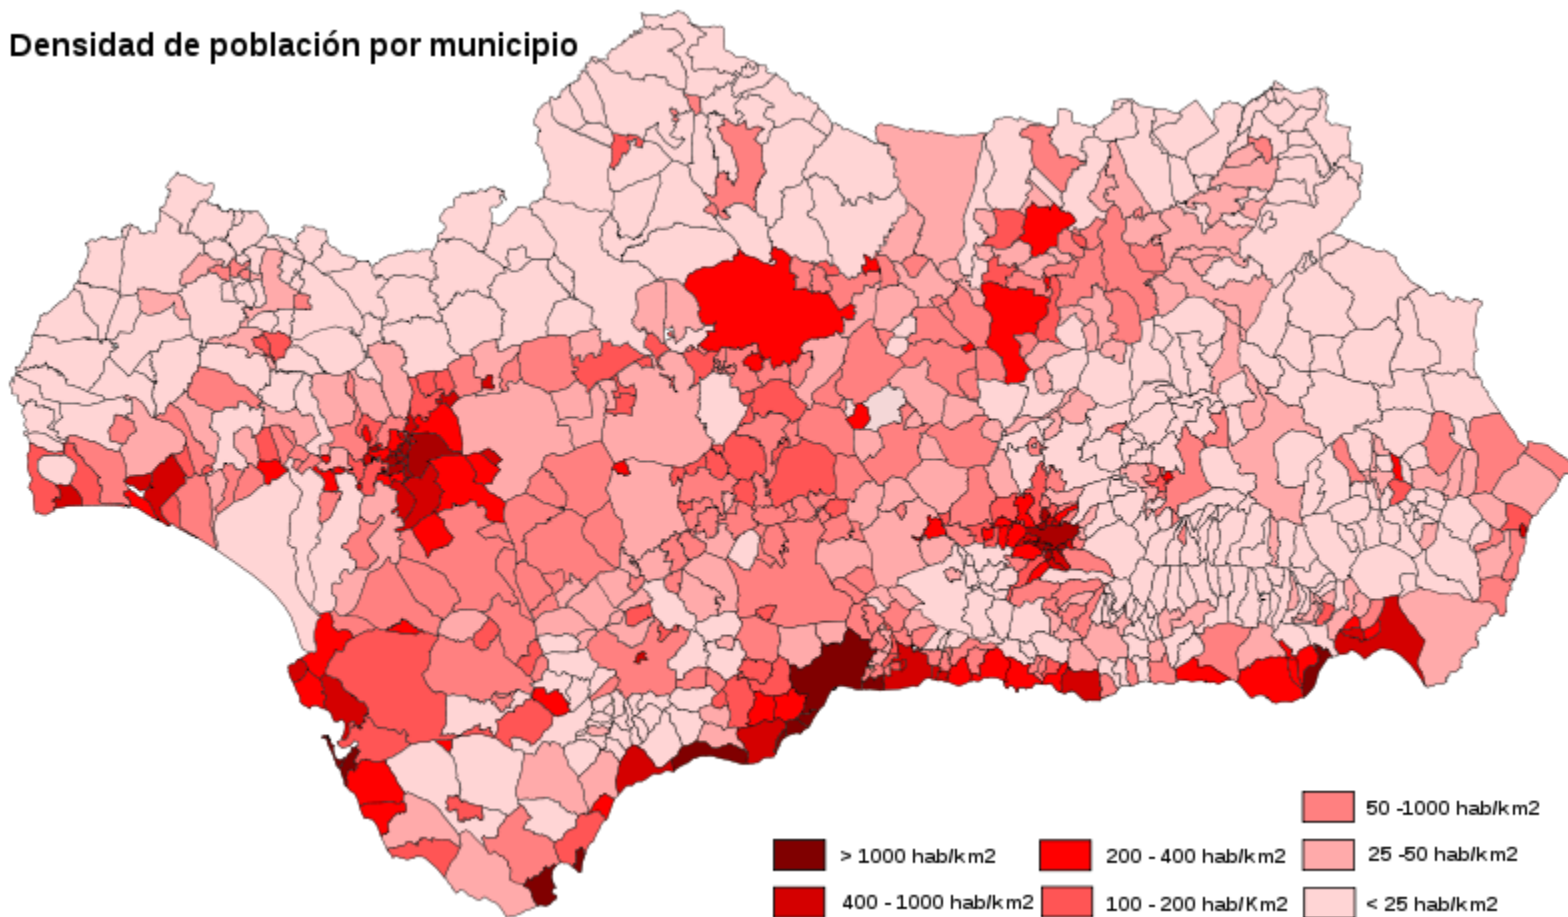 Densidad de población por municipio
50 -1000 hab/km2
> 1000 hab/km2
200 - 400 hab/km2
25 -50 hab/km2
400 - 1000 hab/km2
100 - 200 hab/Km2
< 25 hab/km2